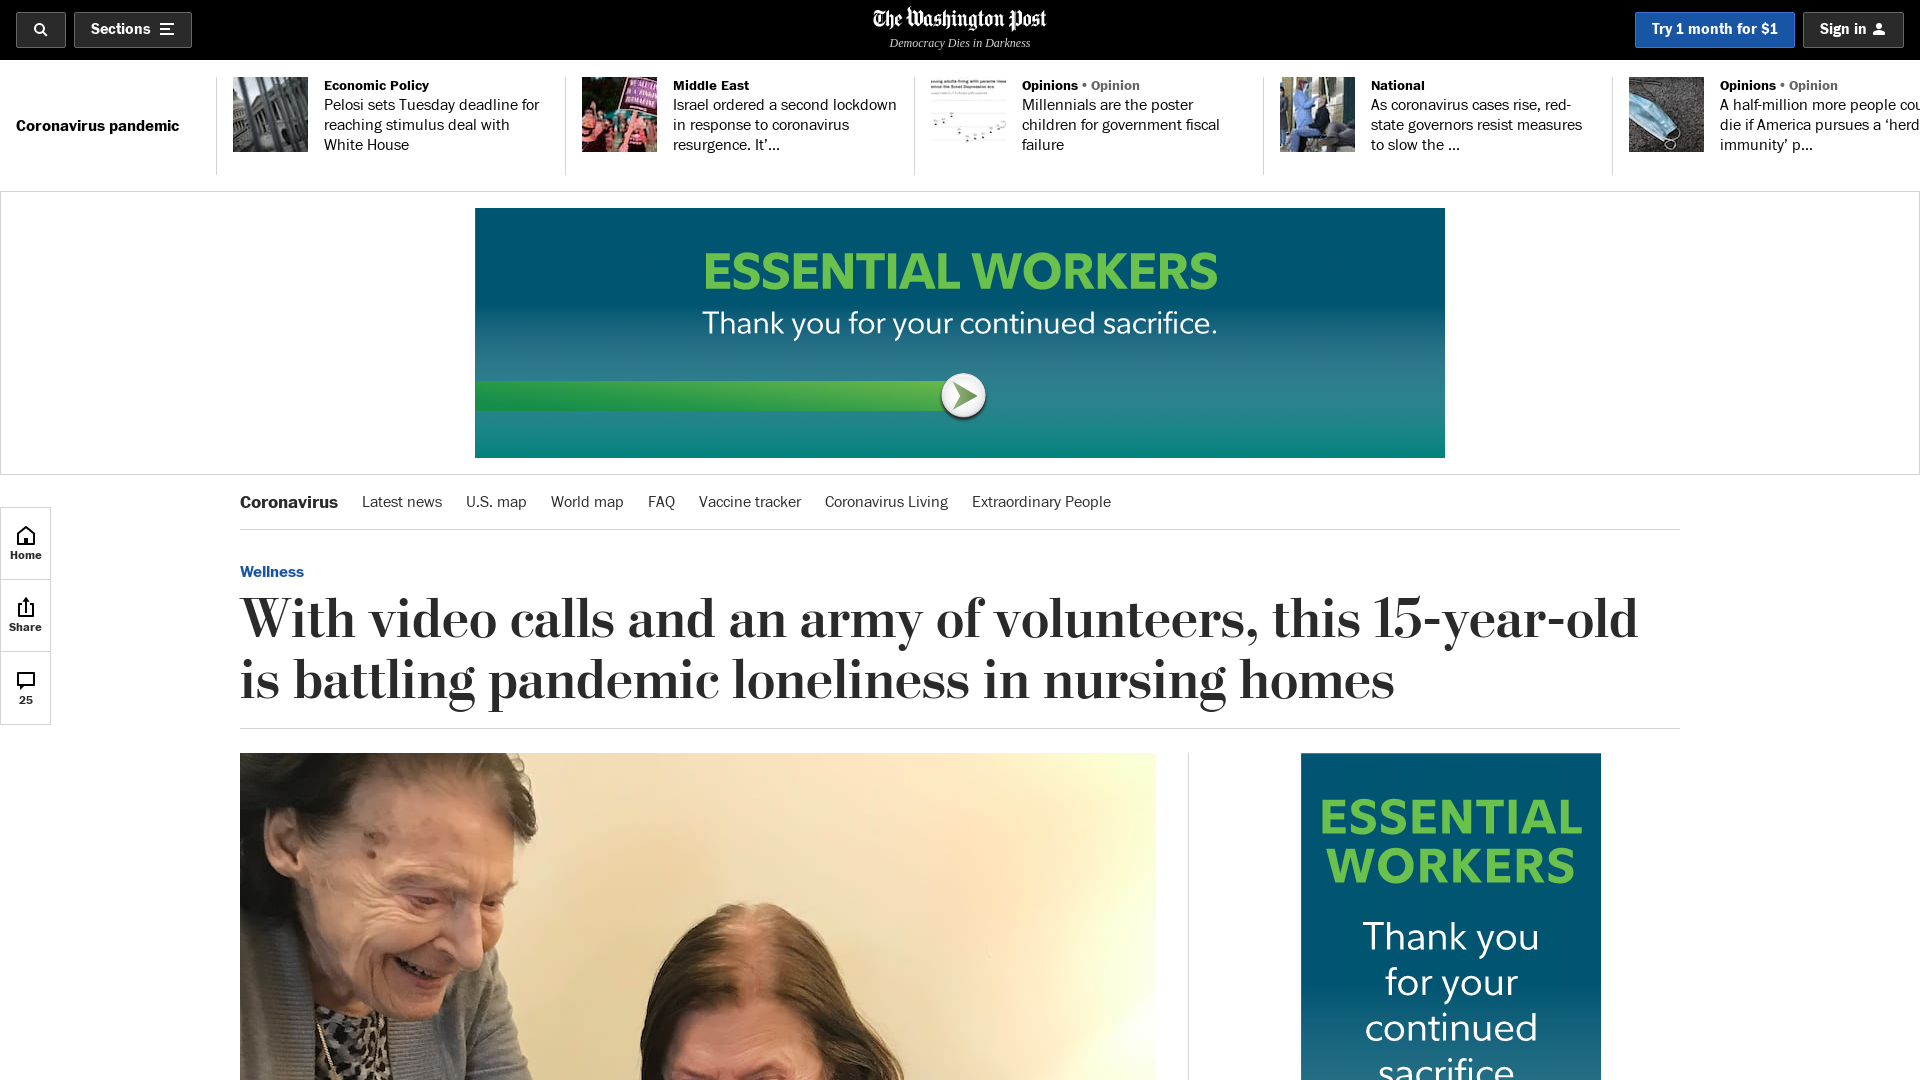 Sections
The Washington Post
Democracy Dies in Darkness
Try 1 month for $1
Sign in
Coronavirus pandemic
Economic Policy
Pelosi sets Tuesday deadline for
reaching stimulus deal with
White House
Middle East
Israel ordered a second lockdown
in response to coronavirus
resurgence. It’...
Opinions • Opinion
Millennials are the poster
children for government fiscal
failure
National
As coronavirus cases rise, red-
state governors resist measures
to slow the ...
Opinions • Opinion
A half-million more people cou
die if America pursues a ‘herd
immunity’ p...
ESSENTIAL WORKERS
Thank you for your continued sacrifice.
Coronavirus
Latest news
U.S. map
World map
FAQ
Vaccine tracker
Coronavirus Living
Extraordinary People
Home
Share
25
Wellness
With video calls and an army of volunteers, this 15-year-old
is battling pandemic loneliness in nursing homes
ESSENTIAL
WORKERS
Thank you
for your
continued
sacrifice